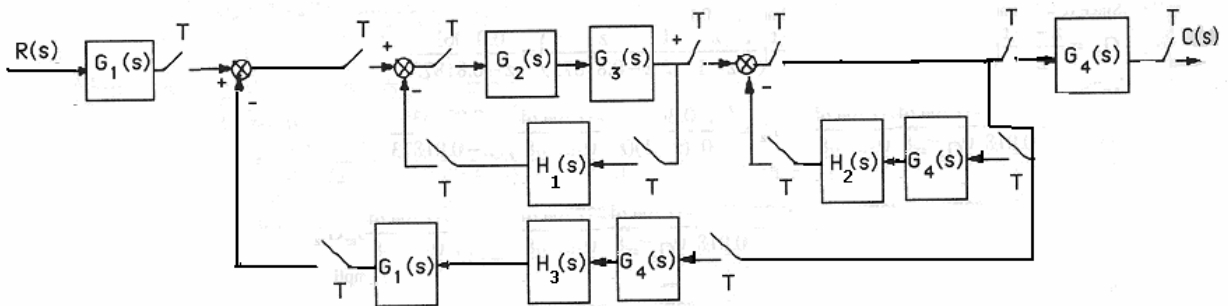 T T T T T T
R(s) G1(s) + + G2(s) G3(s) + G4(s) C(s)
+ - - -
T H1(s) T T H2(s) G4(s) T
T G1(s) H3(s) G4(s) T